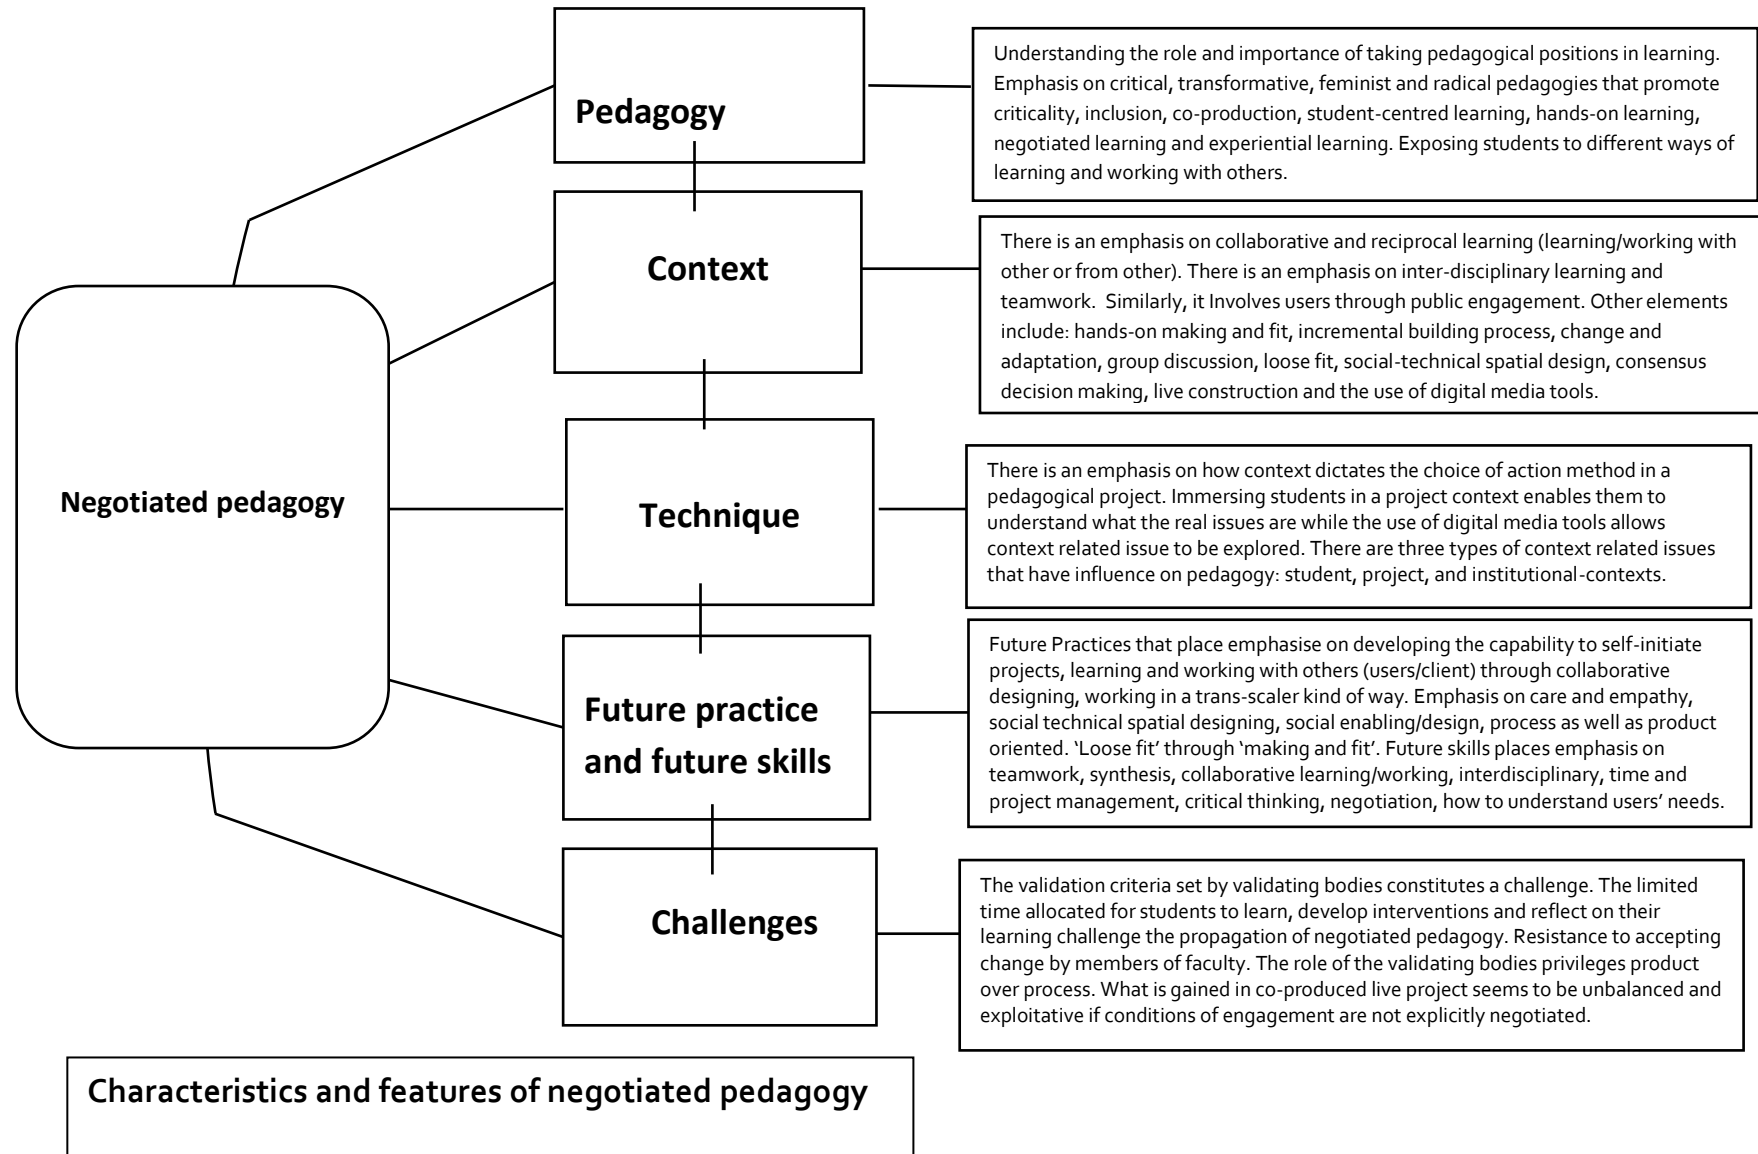 Negotiated pedagogy
Pedagogy
Understanding the role and importance of taking pedagogical positions in learning.
Emphasis on critical, transformative, feminist and radical pedagogies that promote
criticality, inclusion, co-production, student-centred learning, hands-on learning,
negotiated learning and experiential learning. Exposing students to different ways of
learning and working with others.
Context
There is an emphasis on collaborative and reciprocal learning (learning/working with
other or from other). There is an emphasis on inter-disciplinary learning and
teamwork.  Similarly, it Involves users through public engagement. Other elements
include: hands-on making and fit, incremental building process, change and
adaptation, group discussion, loose fit, social-technical spatial design, consensus
decision making, live construction and the use of digital media tools.
Technique
There is an emphasis on how context dictates the choice of action method in a
pedagogical project. Immersing students in a project context enables them to
understand what the real issues are while the use of digital media tools allows
context related issue to be explored. There are three types of context related issues
that have influence on pedagogy: student, project, and institutional-contexts.
Future practice
and future skills
Future Practices that place emphasise on developing the capability to self-initiate
projects, learning and working with others (users/client) through collaborative
designing, working in a trans-scaler kind of way. Emphasis on care and empathy,
social technical spatial designing, social enabling/design, process as well as product
oriented. ‘Loose fit’ through ‘making and fit’. Future skills places emphasis on
teamwork, synthesis, collaborative learning/working, interdisciplinary, time and
project management, critical thinking, negotiation, how to understand users’ needs.
Challenges
The validation criteria set by validating bodies constitutes a challenge. The limited
time allocated for students to learn, develop interventions and reflect on their
learning challenge the propagation of negotiated pedagogy. Resistance to accepting
change by members of faculty. The role of the validating bodies privileges product
over process. What is gained in co-produced live project seems to be unbalanced and
exploitative if conditions of engagement are not explicitly negotiated.
Characteristics and features of negotiated pedagogy